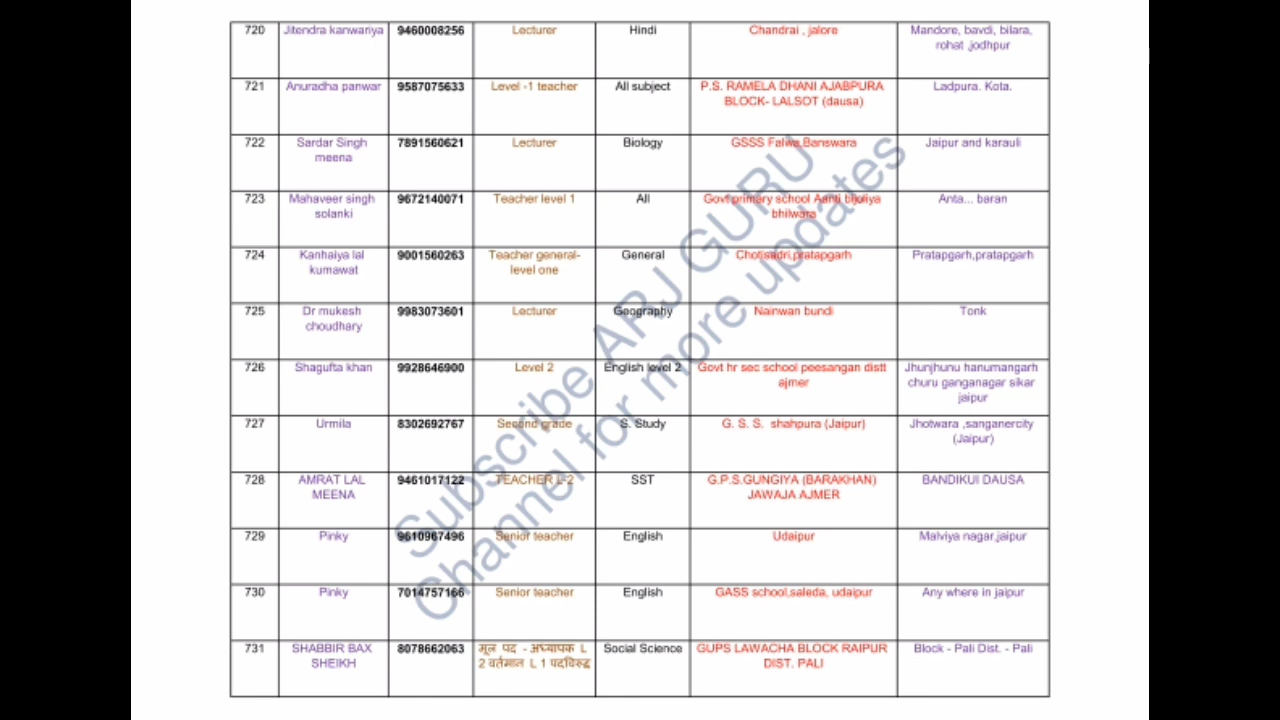 720 Jitendra kanwariya 9460008256 Lecturer Hindi Chandrai , jalore Mandore, bavdi, bilara,
rohat ,jodhpur
721 Anuradha panwar 9587075633 Level -1 teacher All subject P.S. RAMELA DHANI AJABPURA Ladpura. Kota.
BLOCK- LALSOT (dausa)
722 Sardar Singh 7891560621 Lecturer Biology GSSS Falwa,Banswara Jaipur and karauli
meena
723 Mahaveer singh 9672140071 Teacher level 1 All Govt primary school Aanti bijoliya Anta... baran
solanki bhilwara
724 Kanhaiya lal 9001560263 Teacher general- General Chotisadri,pratapgarh Pratapgarh,pratapgarh
kumawat level one
725 Dr mukesh 9983073601 Lecturer Geography Nainwan bundi Tonk
choudhary
726 Shagufta khan 9928646900 Level 2 English level 2 Govt hr sec school peesangan distt Jhunjhunu hanumangarh
ajmer churu ganganagar sikar
jaipur
727 Urmila 8302692767 Second grade S. Study G. S. S. shahpura (Jaipur) Jhotwara ,sanganercity
(Jaipur)
728 AMRAT LAL 9461017122 TEACHER L-2 SST G.P.S.GUNGIYA (BARAKHAN) BANDIKUI DAUSA
MEENA JAWAJA AJMER
729 Pinky 9610967496 Senior teacher English Udaipur Malviya nagar,jaipur
730 Pinky 7014757166 Senior teacher English GASS school,saleda, udaipur Any where in jaipur
731 SHABBIR BAX 8078662063 मूल पद - अध्यापक L Social Science GUPS LAWACHA BLOCK RAIPUR Block - Pali Dist. - Pali
SHEIKH 2 वर्तमान L 1 पदविरुद्ध DIST. PALI
Subscribe ARJ GURU
Channel for more updates